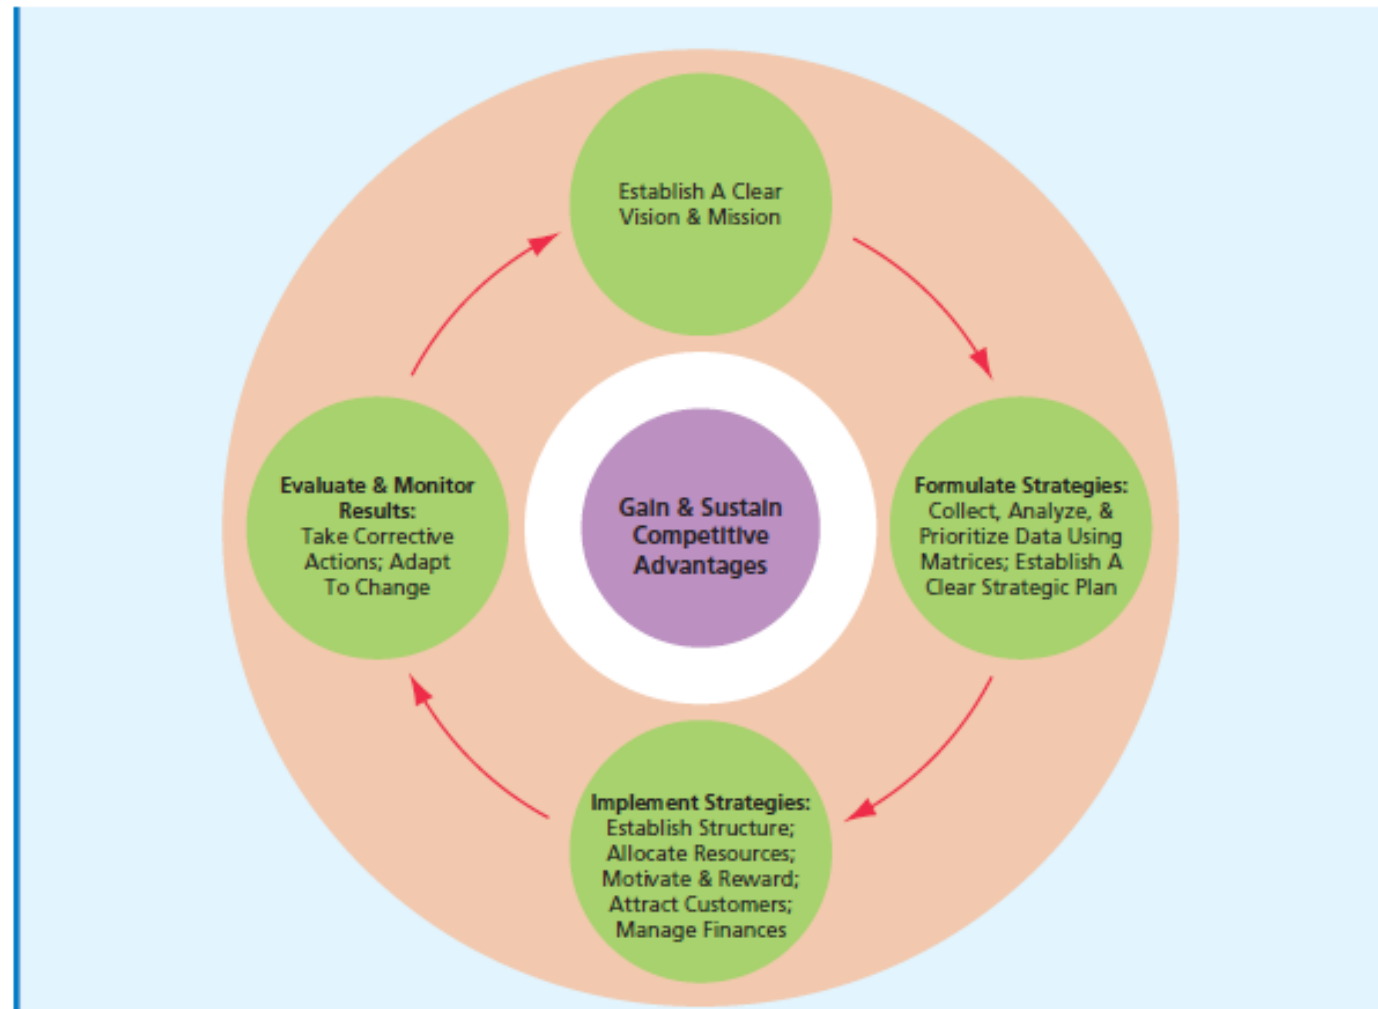 Establish A Clear
Vision & Mission
Evaluate & Monitor
Results:
Take Corrective
Actions; Adapt
To Change
Gain & Sustain
Competitive
Advantages
Formulate Strategies:
Collect, Analyze, &
Prioritize Data Using
Matrices; Establish A
Clear Strategic Plan
Implement Strategies:
Establish Structure;
Allocate Resources;
Motivate & Reward;
Attract Customers;
Manage Finances